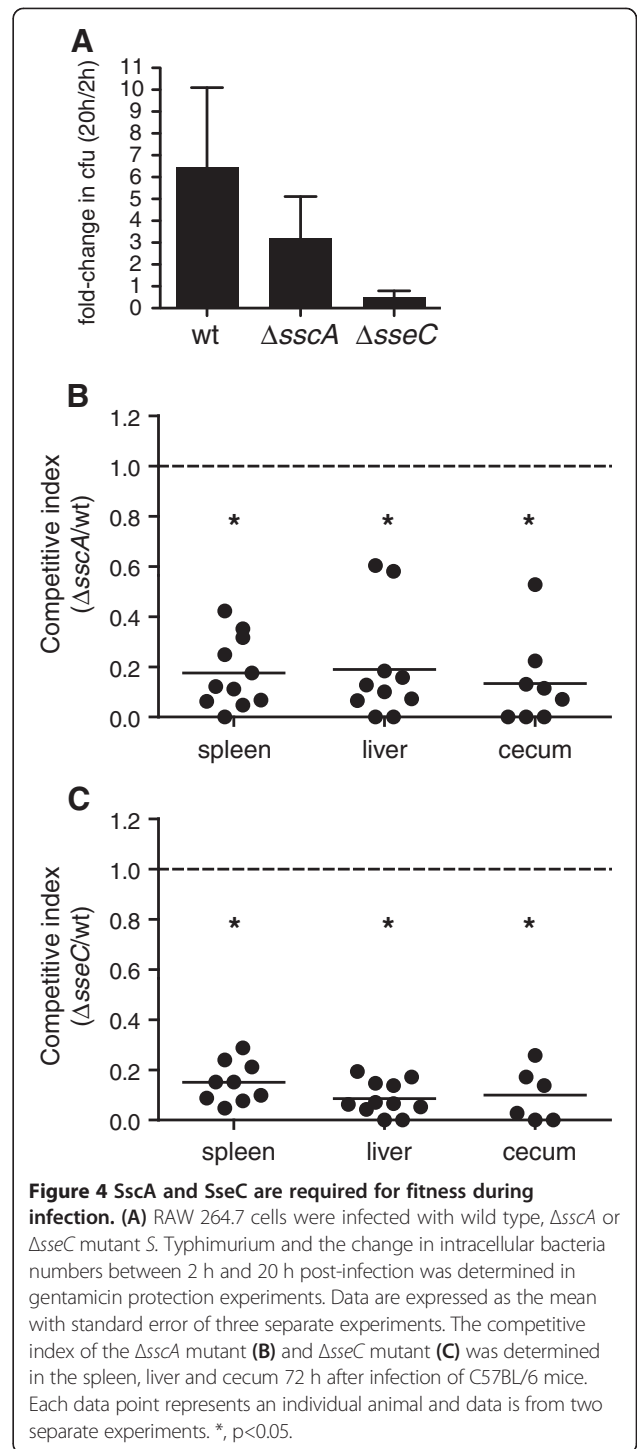 A
fold-change in cfu (20h/2h)
11
10
9
8
7
6
5
4
3
2
1
0
wt ΔsscA ΔsseC
B
Competitive index
(ΔsscA/wt)
1.2
1.0
0.8
0.6
0.4
0.2
0.0
* * *
spleen liver cecum
C
Competitive index
(ΔsseC/wt)
1.2
1.0
0.8
0.6
0.4
0.2
0.0
* * *
spleen liver cecum
Figure 4 SscA and SseC are required for fitness during
infection. (A) RAW 264.7 cells were infected with wild type, ΔsscA or
ΔsseC mutant S. Typhimurium and the change in intracellular bacteria
numbers between 2 h and 20 h post-infection was determined in
gentamicin protection experiments. Data are expressed as the mean
with standard error of three separate experiments. The competitive
index of the ΔsscA mutant (B) and ΔsseC mutant (C) was determined
in the spleen, liver and cecum 72 h after infection of C57BL/6 mice.
Each data point represents an individual animal and data is from two
separate experiments. *, p<0.05.